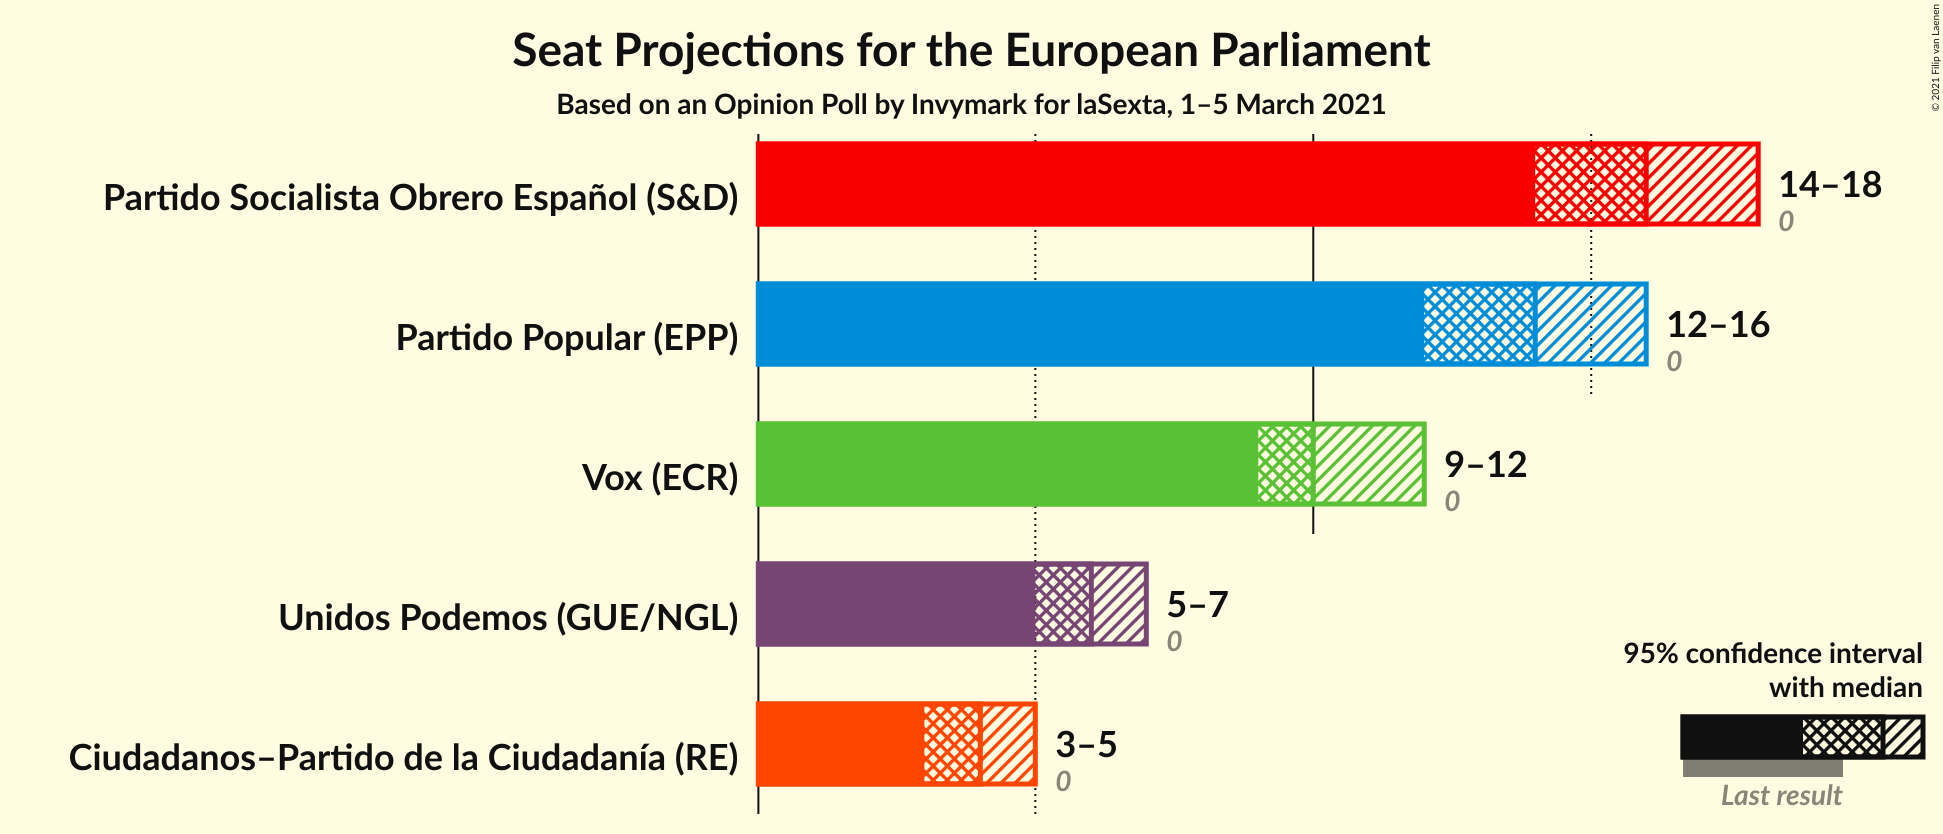 Seat Projections for the European Parliament
Based on an Opinion Poll by Invymark for laSexta, 1–5 March 2021
© 2021 Filip van Laenen
Partido Socialista Obrero Español (S&D)
14–18
0
Partido Popular (EPP)
12–16
0
Vox (ECR)
9–12
0
Unidos Podemos (GUE/NGL)
5–7
0
Ciudadanos–Partido de la Ciudadanía (RE)
3–5
0
95% confidence interval
with median
Last result